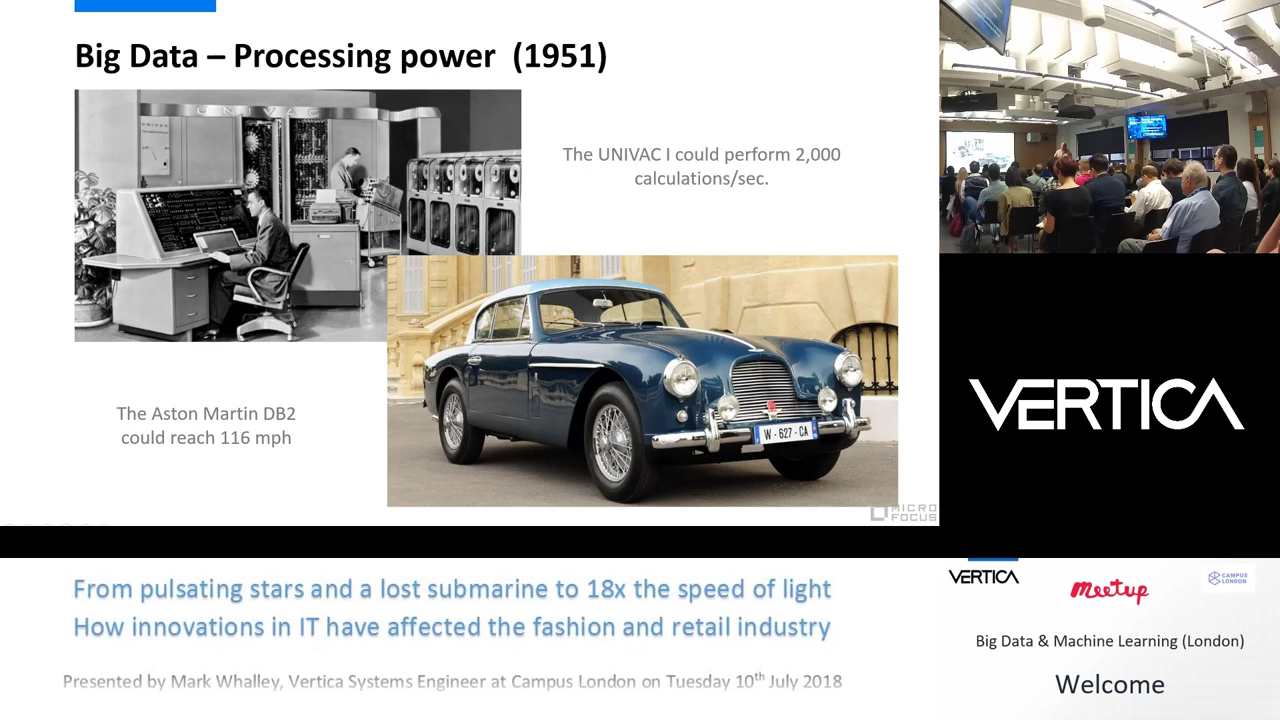 Big Data – Processing power (1951)
UNIVAC
The UNIVAC I could perform 2,000
calculations/sec.
The Aston Martin DB2
could reach 116 mph
W - 627 - CA
MICRO
FOCUS
VERTICA
From pulsating stars and a lost submarine to 18x the speed of light
How innovations in IT have affected the fashion and retail industry
Presented by Mark Whalley, Vertica Systems Engineer at Campus London on Tuesday 10th July 2018
VERTICA
meetup
CAMPUS
LONDON
Big Data & Machine Learning (London)
Welcome